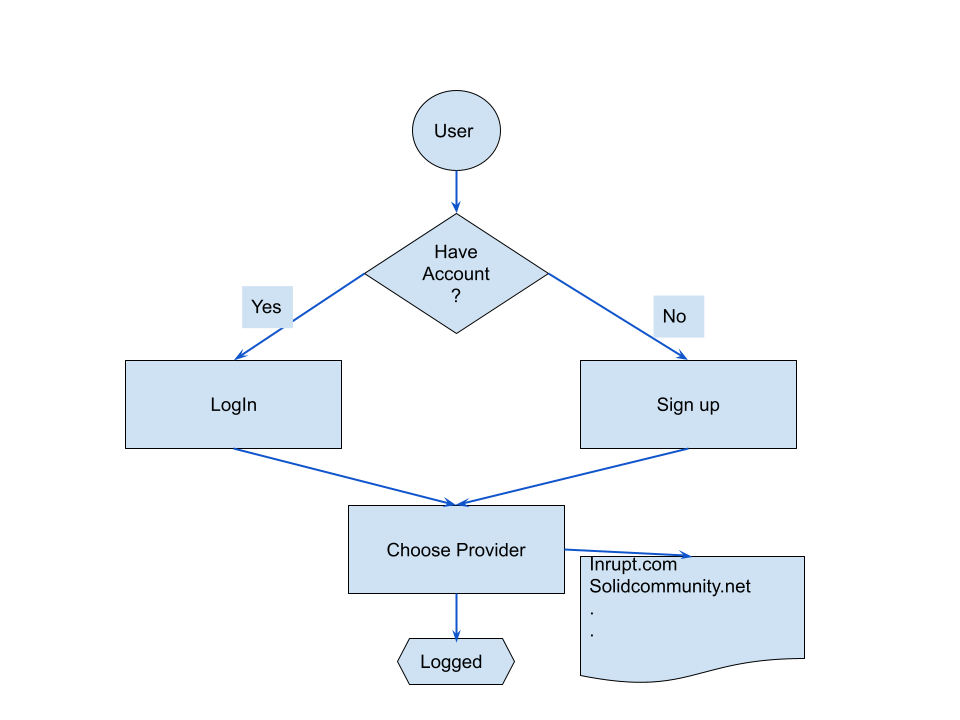 User
Have
Account
?
Yes
No
LogIn
Sign up
Choose Provider
Inrupt.com
Solidcommunity.net
.
.
Logged